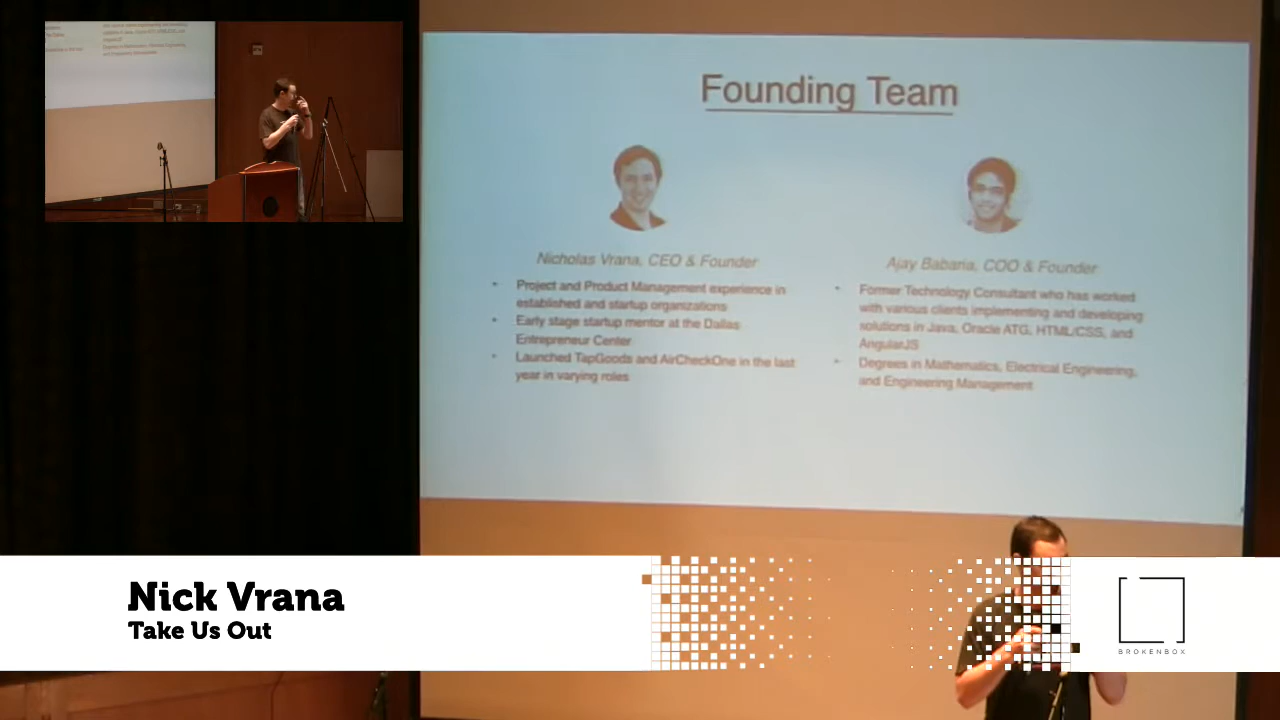 Founding Team
Nicholas Vrana, CEO & Founder
• Project and Product Management experience in
established and startup organizations
• Early stage startup mentor at the Dallas
Entrepreneur Center
• Launched TapGoods and AirCheckOne in the last
year in varying roles
Ajay Babaria, COO & Founder
• Former Technology Consultant who has worked
with various clients implementing and developing
solutions in Java, Oracle ATG, HTML/CSS, and
AngularJS
• Degrees in Mathematics, Electrical Engineering,
and Engineering Management
Nick Vrana
Take Us Out
BROKENBOX